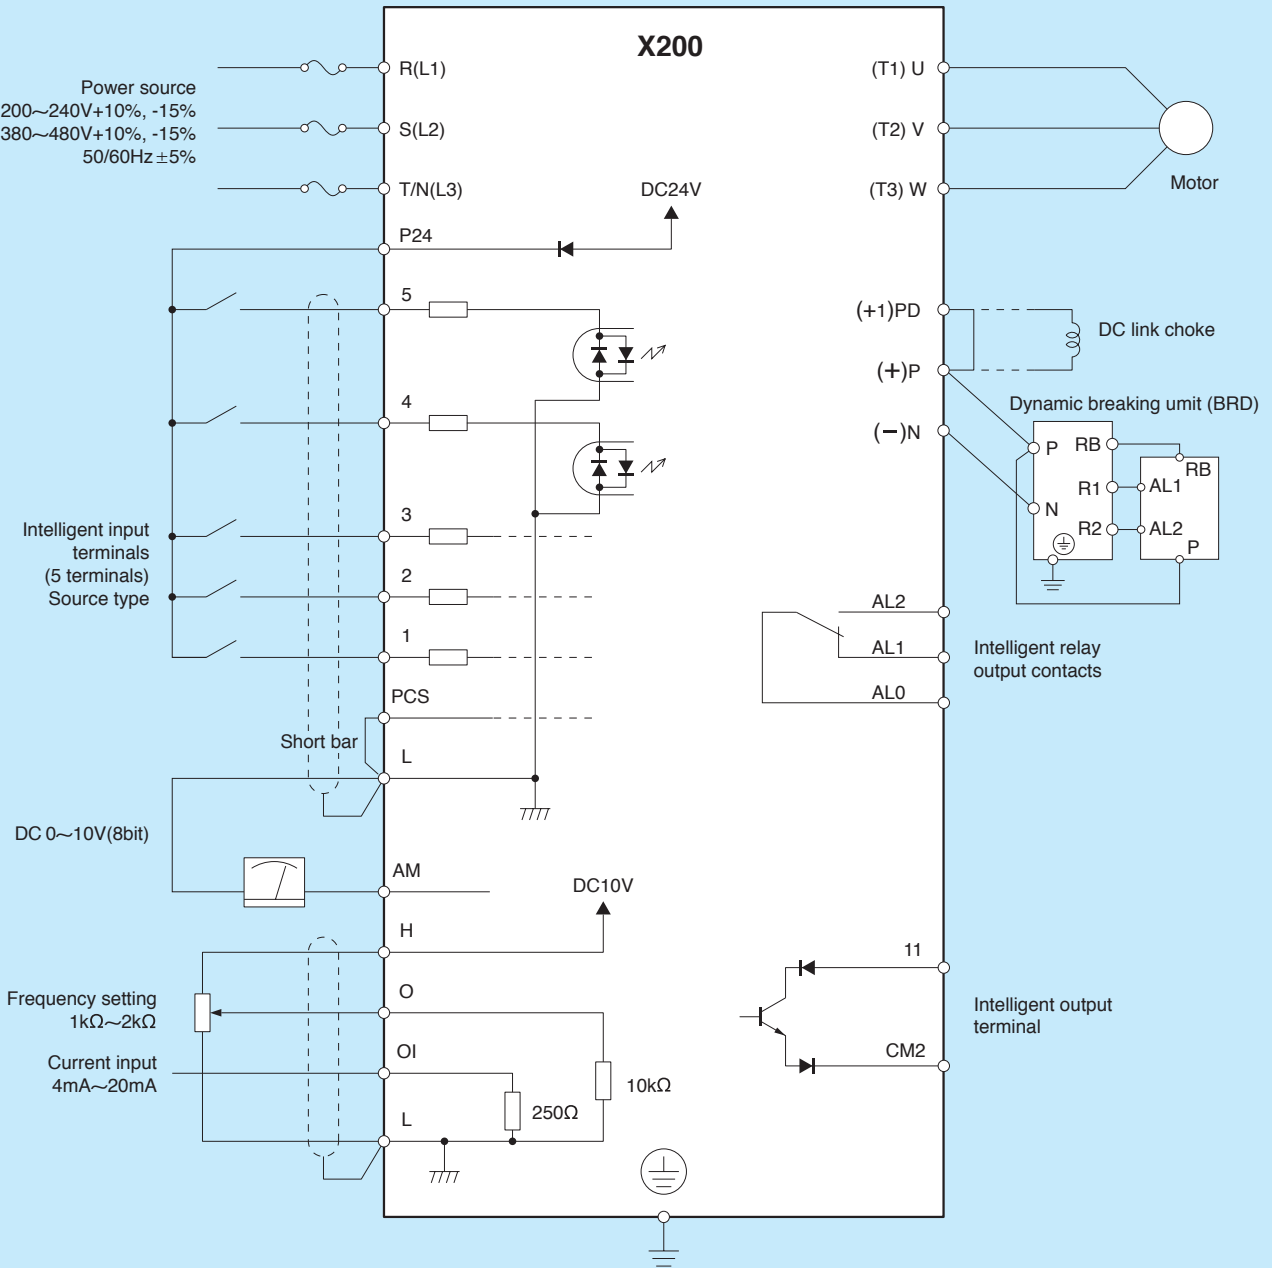 X200
Power source
200~240V+10%, -15%
380~480V+10%, -15%
50/60Hz±5%
R(L1)
S(L2)
T/N(L3)
P24
DC24V
5
4
3
2
1
Intelligent input
terminals
(5 terminals)
Source type
PCS
Short bar
L
DC 0~10V(8bit)
AM
DC10V
H
O
Frequency setting
1kΩ~2kΩ
OI
Current input
4mA~20mA
10kΩ
250Ω
L
(T1) U
(T2) V
(T3) W
Motor
(+1)PD
DC link choke
(+)P
(−)N
Dynamic breaking umit (BRD)
P
RB
RB
R1
AL1
N
R2
AL2
P
AL2
AL1
AL0
Intelligent relay
output contacts
11
CM2
Intelligent output
terminal